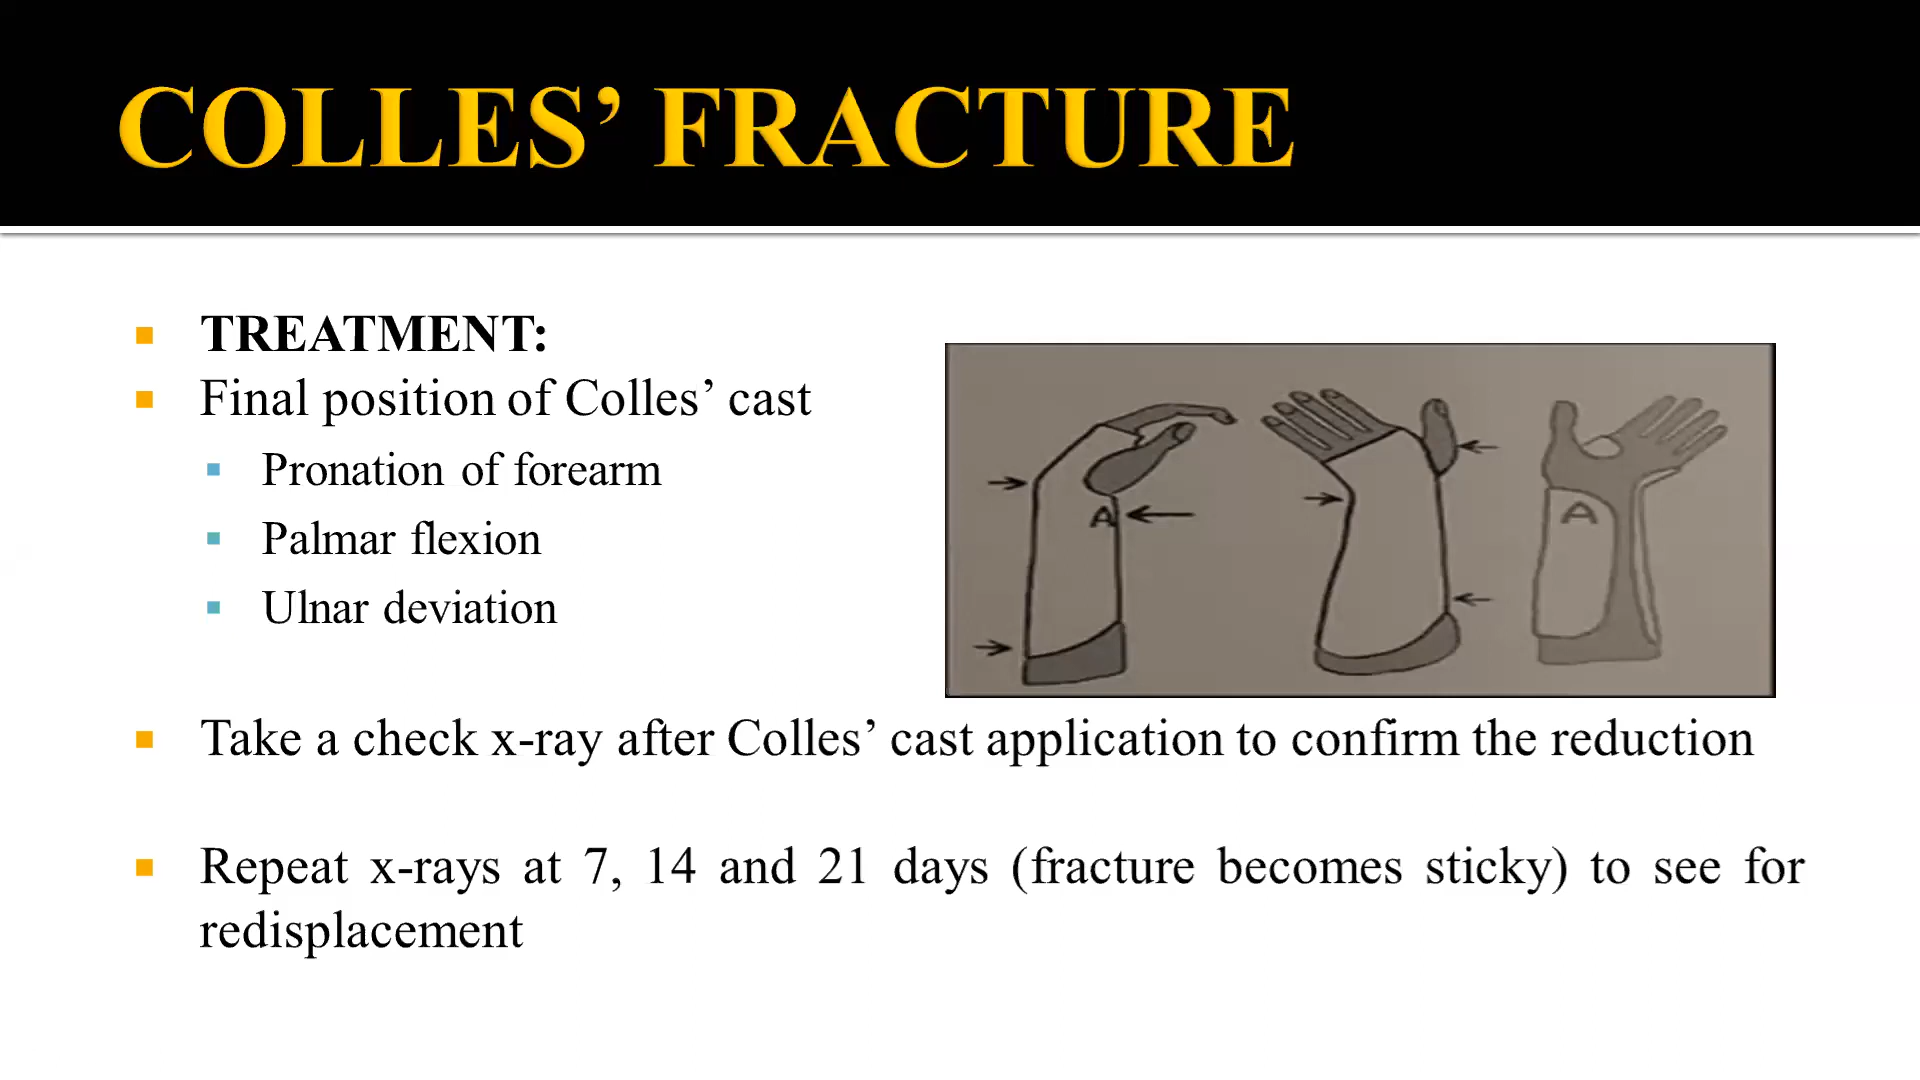 COLLES’ FRACTURE
TREATMENT:
Final position of Colles’ cast
Pronation of forearm
Palmar flexion
Ulnar deviation
A
A
Take a check x-ray after Colles’ cast application to confirm the reduction
Repeat x-rays at 7, 14 and 21 days (fracture becomes sticky) to see for
redisplacement